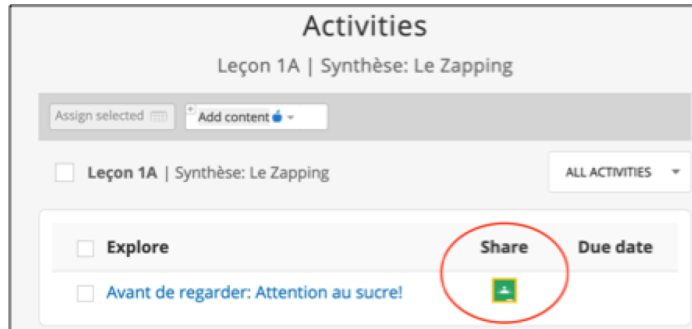 Activities
Leçon 1A | Synthèse: Le Zapping
Assign selected
Add content
Leçon 1A | Synthèse: Le Zapping
ALL ACTIVITIES
Explore Share Due date
Avant de regarder: Attention au sucre!